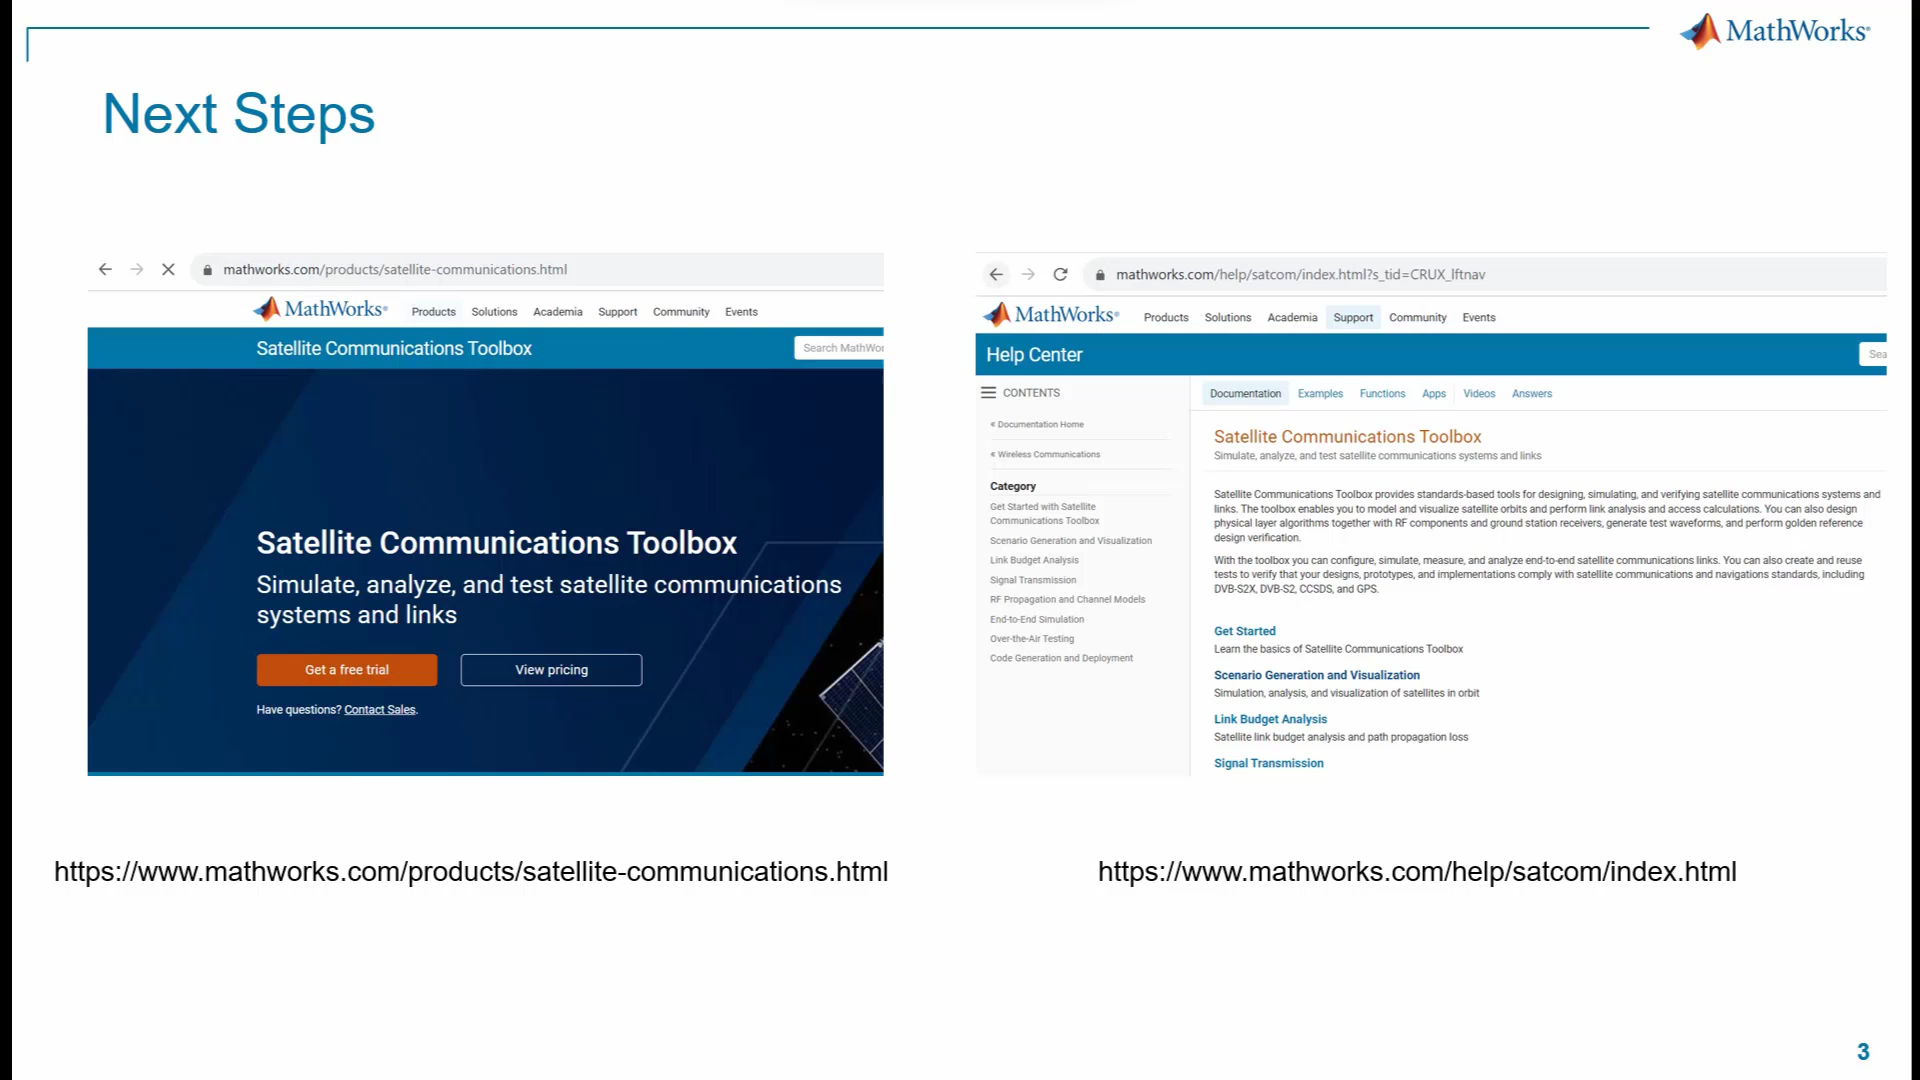 MathWorks®
Next Steps
mathworks.com/products/satellite-communications.html
MathWorks® Products Solutions Academia Support Community Events
Satellite Communications Toolbox
Search MathWor
Satellite Communications Toolbox
Simulate, analyze, and test satellite communications
systems and links
Get a free trial
View pricing
Have questions? Contact Sales.
https://www.mathworks.com/products/satellite-communications.html
mathworks.com/help/satcom/index.html?s_tid=CRUX_lftnav
MathWorks® Products Solutions Academia Support Community Events
Help Center
Sea
CONTENTS
« Documentation Home
« Wireless Communications
Category
Get Started with Satellite
Communications Toolbox
Scenario Generation and Visualization
Link Budget Analysis
Signal Transmission
RF Propagation and Channel Models
End-to-End Simulation
Over-the-Air Testing
Code Generation and Deployment
Documentation Examples Functions Apps Videos Answers
Satellite Communications Toolbox
Simulate, analyze, and test satellite communications systems and links
Satellite Communications Toolbox provides standards-based tools for designing, simulating, and verifying satellite communications systems and
links. The toolbox enables you to model and visualize satellite orbits and perform link analysis and access calculations. You can also design
physical layer algorithms together with RF components and ground station receivers, generate test waveforms, and perform golden reference
design verification.
With the toolbox you can configure, simulate, measure, and analyze end-to-end satellite communications links. You can also create and reuse
tests to verify that your designs, prototypes, and implementations comply with satellite communications and navigations standards, including
DVB-S2X, DVB-S2, CCSDS, and GPS.
Get Started
Learn the basics of Satellite Communications Toolbox
Scenario Generation and Visualization
Simulation, analysis, and visualization of satellites in orbit
Link Budget Analysis
Satellite link budget analysis and path propagation loss
Signal Transmission
https://www.mathworks.com/help/satcom/index.html
3